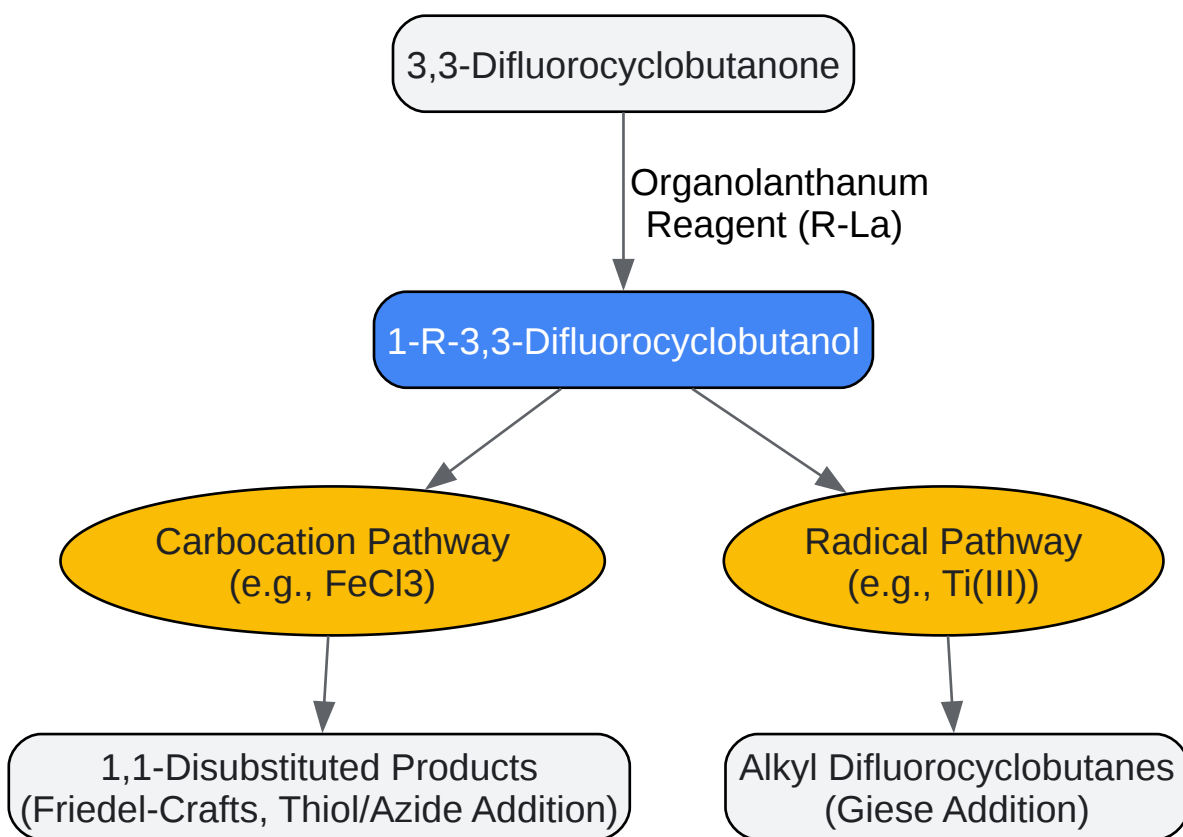 3,3-Difluorocyclobutanone
Organolanthanum
Reagent (R-La)
1-R-3,3-Difluorocyclobutanol
Carbocation Pathway
(e.g., FeCl3)
Radical Pathway
(e.g., Ti(III))
1,1-Disubstituted Products
(Friedel-Crafts, Thiol/Azide Addition)
Alkyl Difluorocyclobutanes
(Giese Addition)